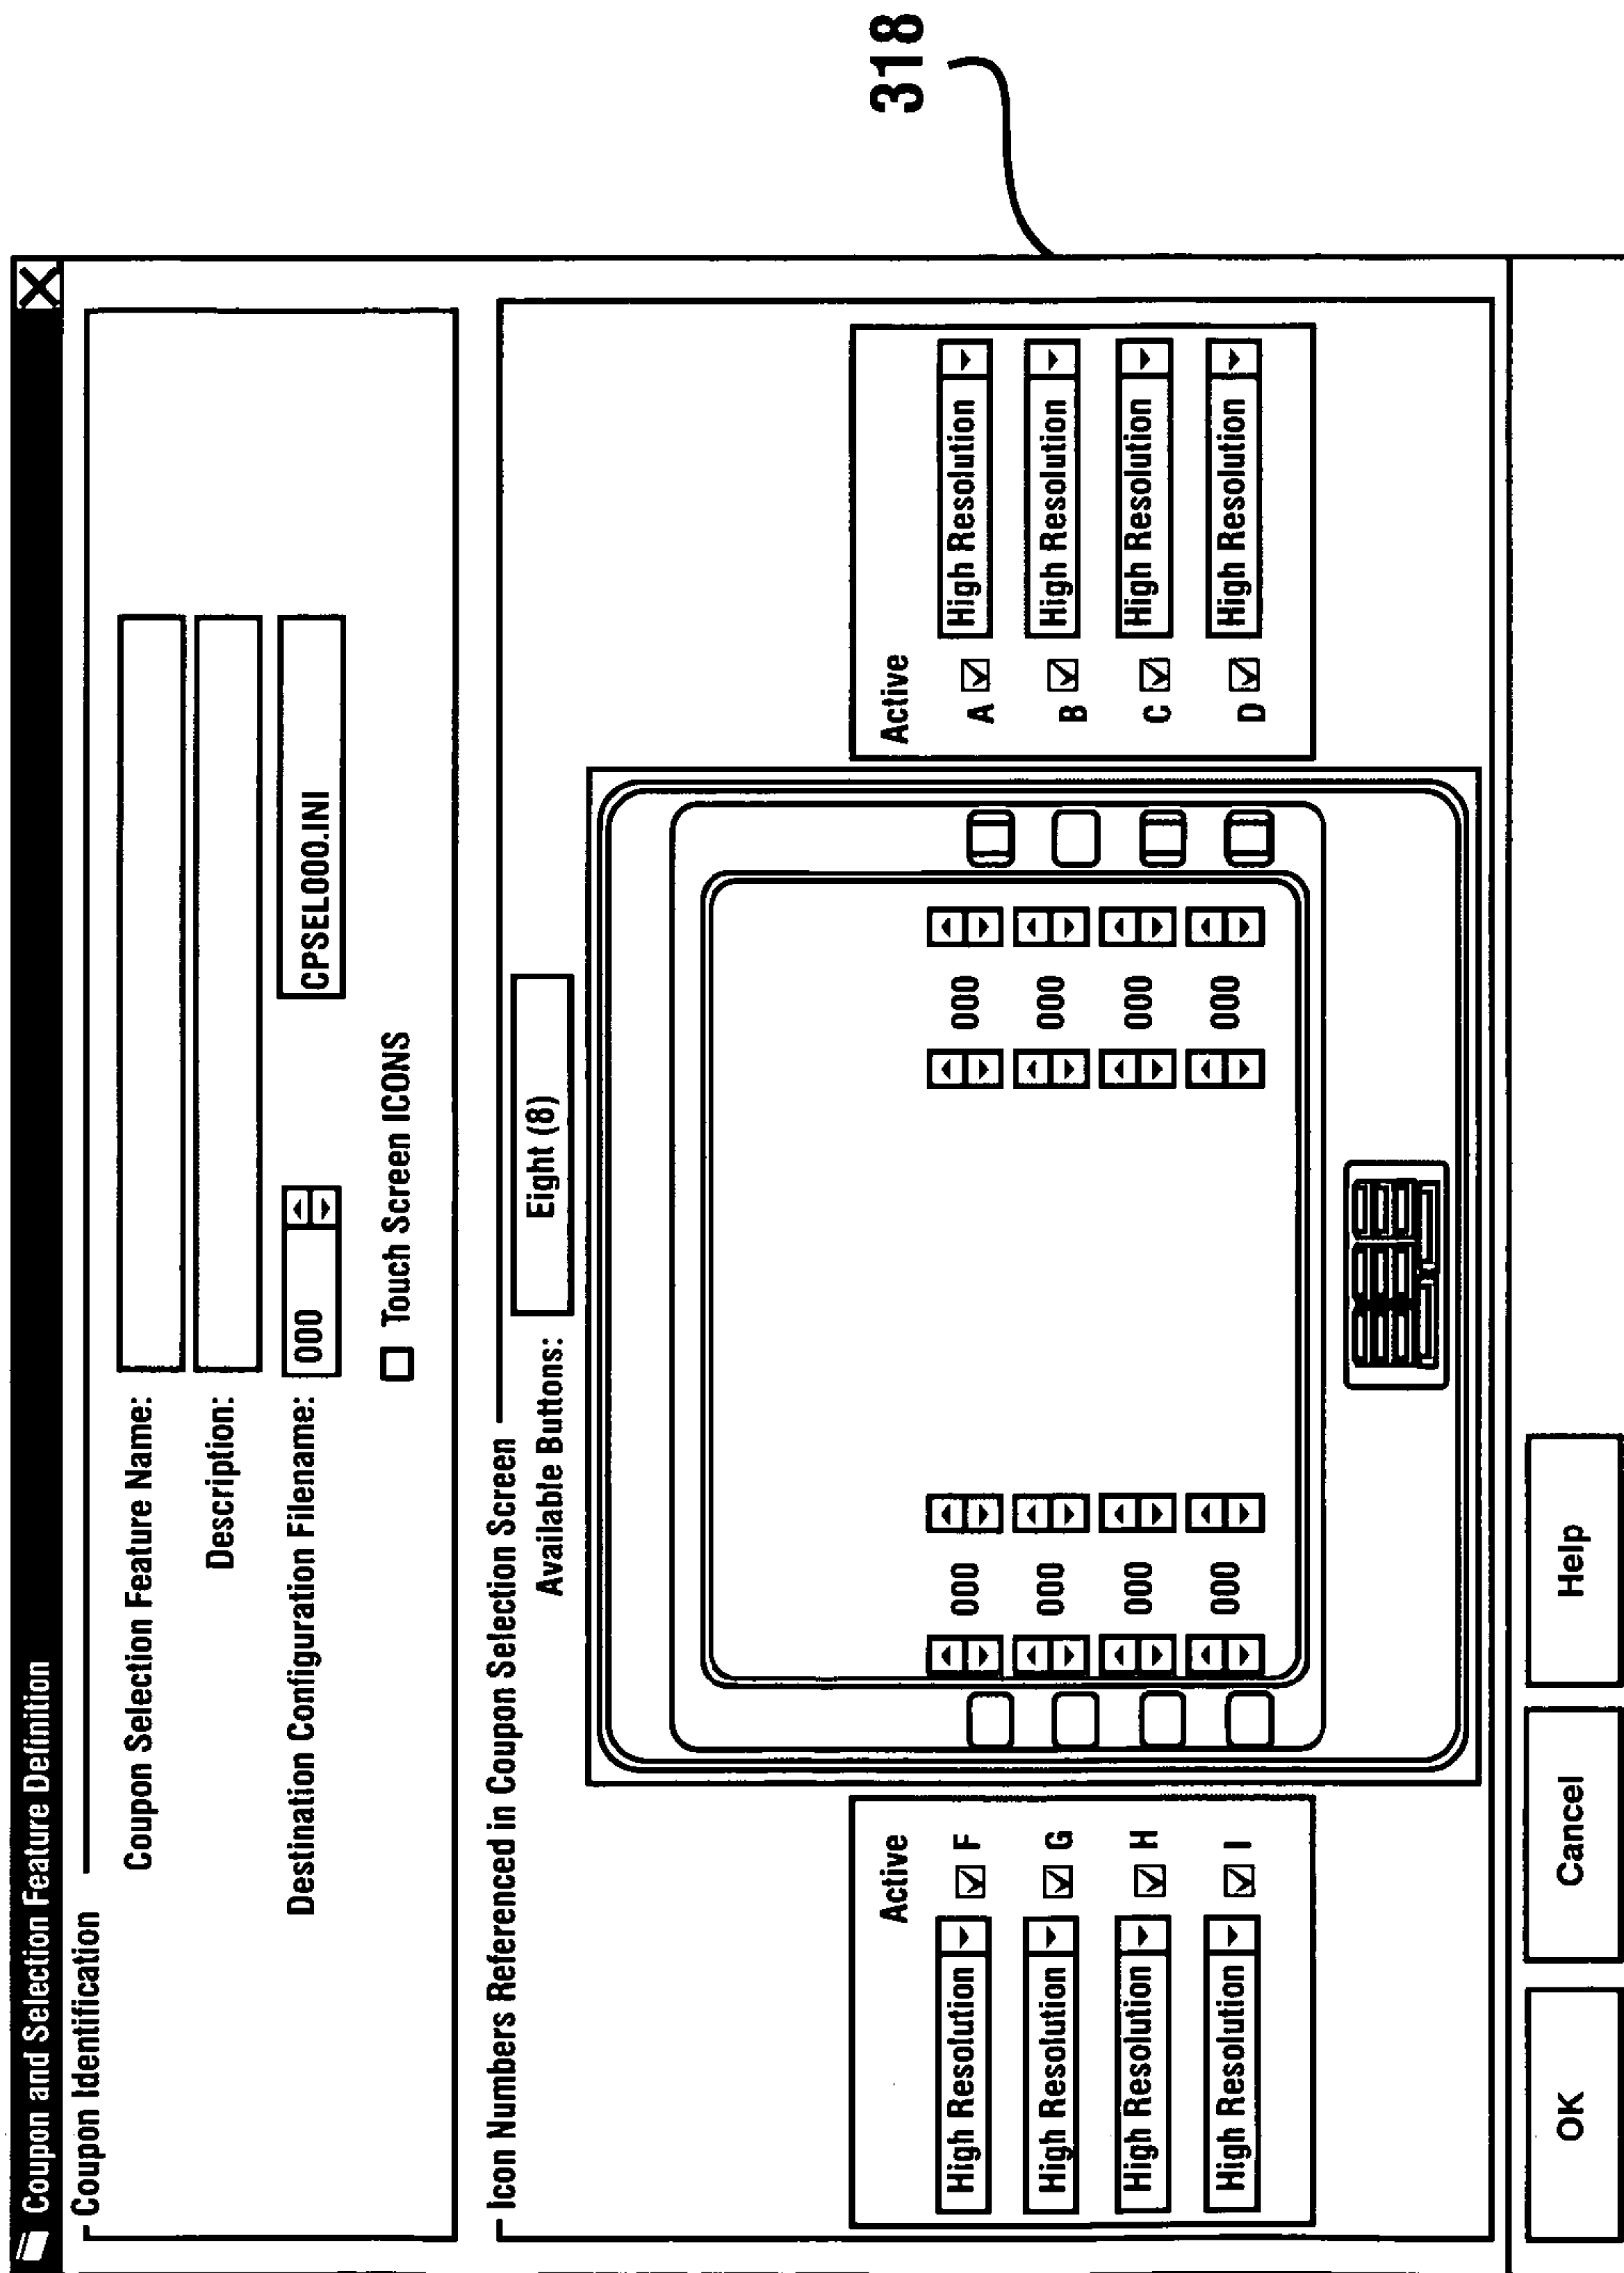 Coupon and Selection Feature Definition
Coupon Identification
Coupon Selection Feature Name:
Description:
Destination Configuration Filename: 000 CPSEL000.INI
Touch Screen ICONS
Icon Numbers Referenced in Coupon Selection Screen
Available Buttons: Eight (8)
Active
High Resolution F
High Resolution G
High Resolution H
High Resolution I
000 000
000 000
000 000
000 000
Active
A High Resolution
B High Resolution
C High Resolution
D High Resolution
OK Cancel Help
318